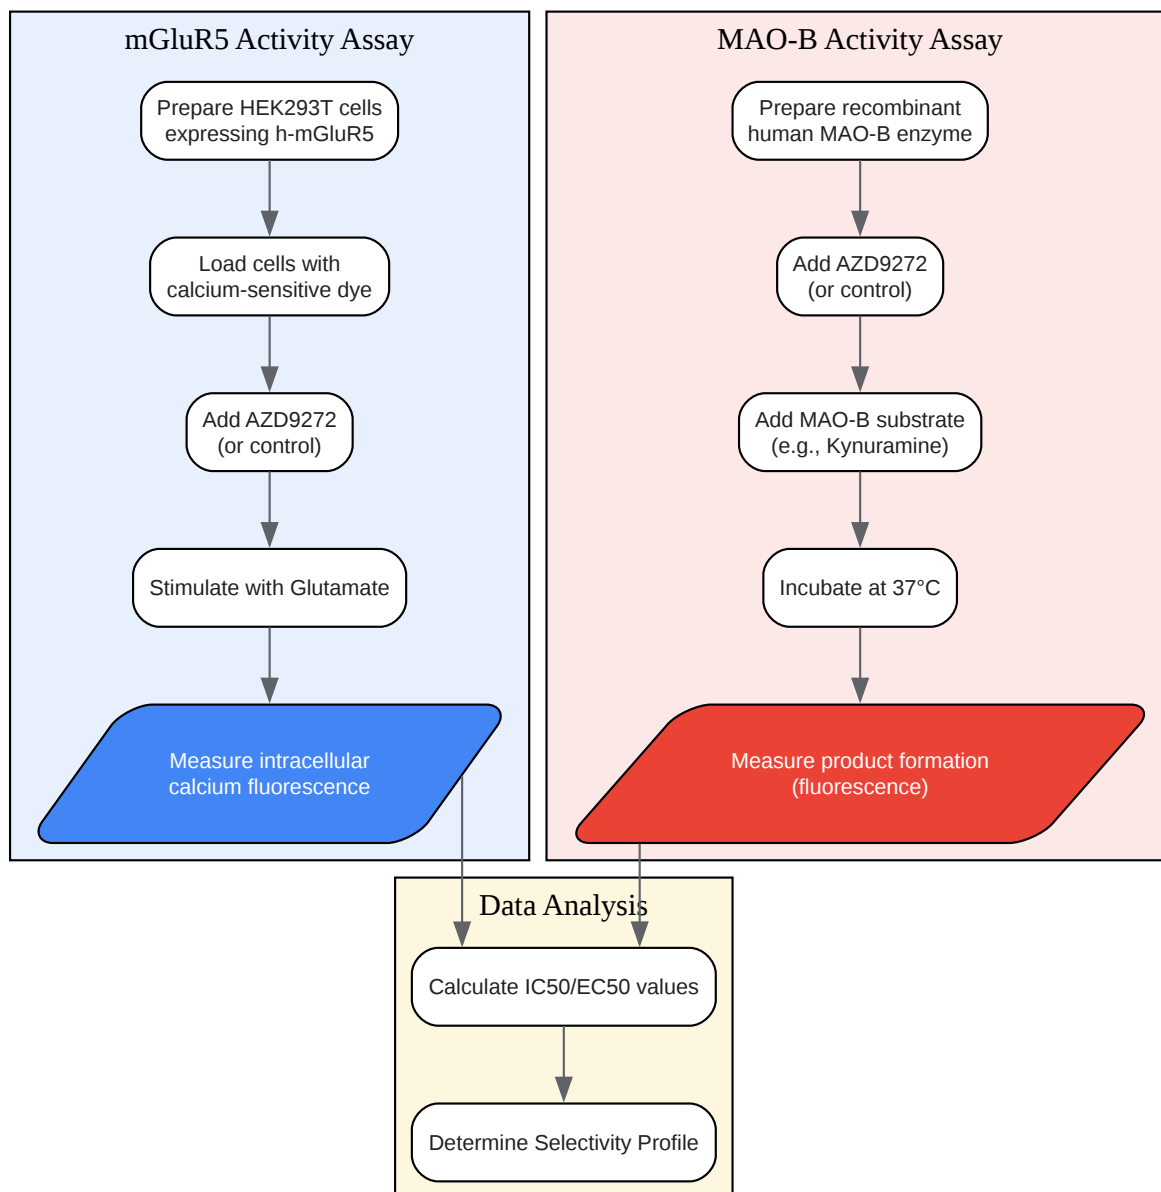 mGluR5 Activity Assay
Prepare HEK293T cells
expressing h-mGluR5
Load cells with
calcium-sensitive dye
Add AZD9272
(or control)
Stimulate with Glutamate
Measure intracellular
calcium fluorescence
MAO-B Activity Assay
Prepare recombinant
human MAO-B enzyme
Add AZD9272
(or control)
Add MAO-B substrate
(e.g., Kynuramine)
Incubate at 37°C
Measure product formation
(fluorescence)
Data Analysis
Calculate IC50/EC50 values
Determine Selectivity Profile